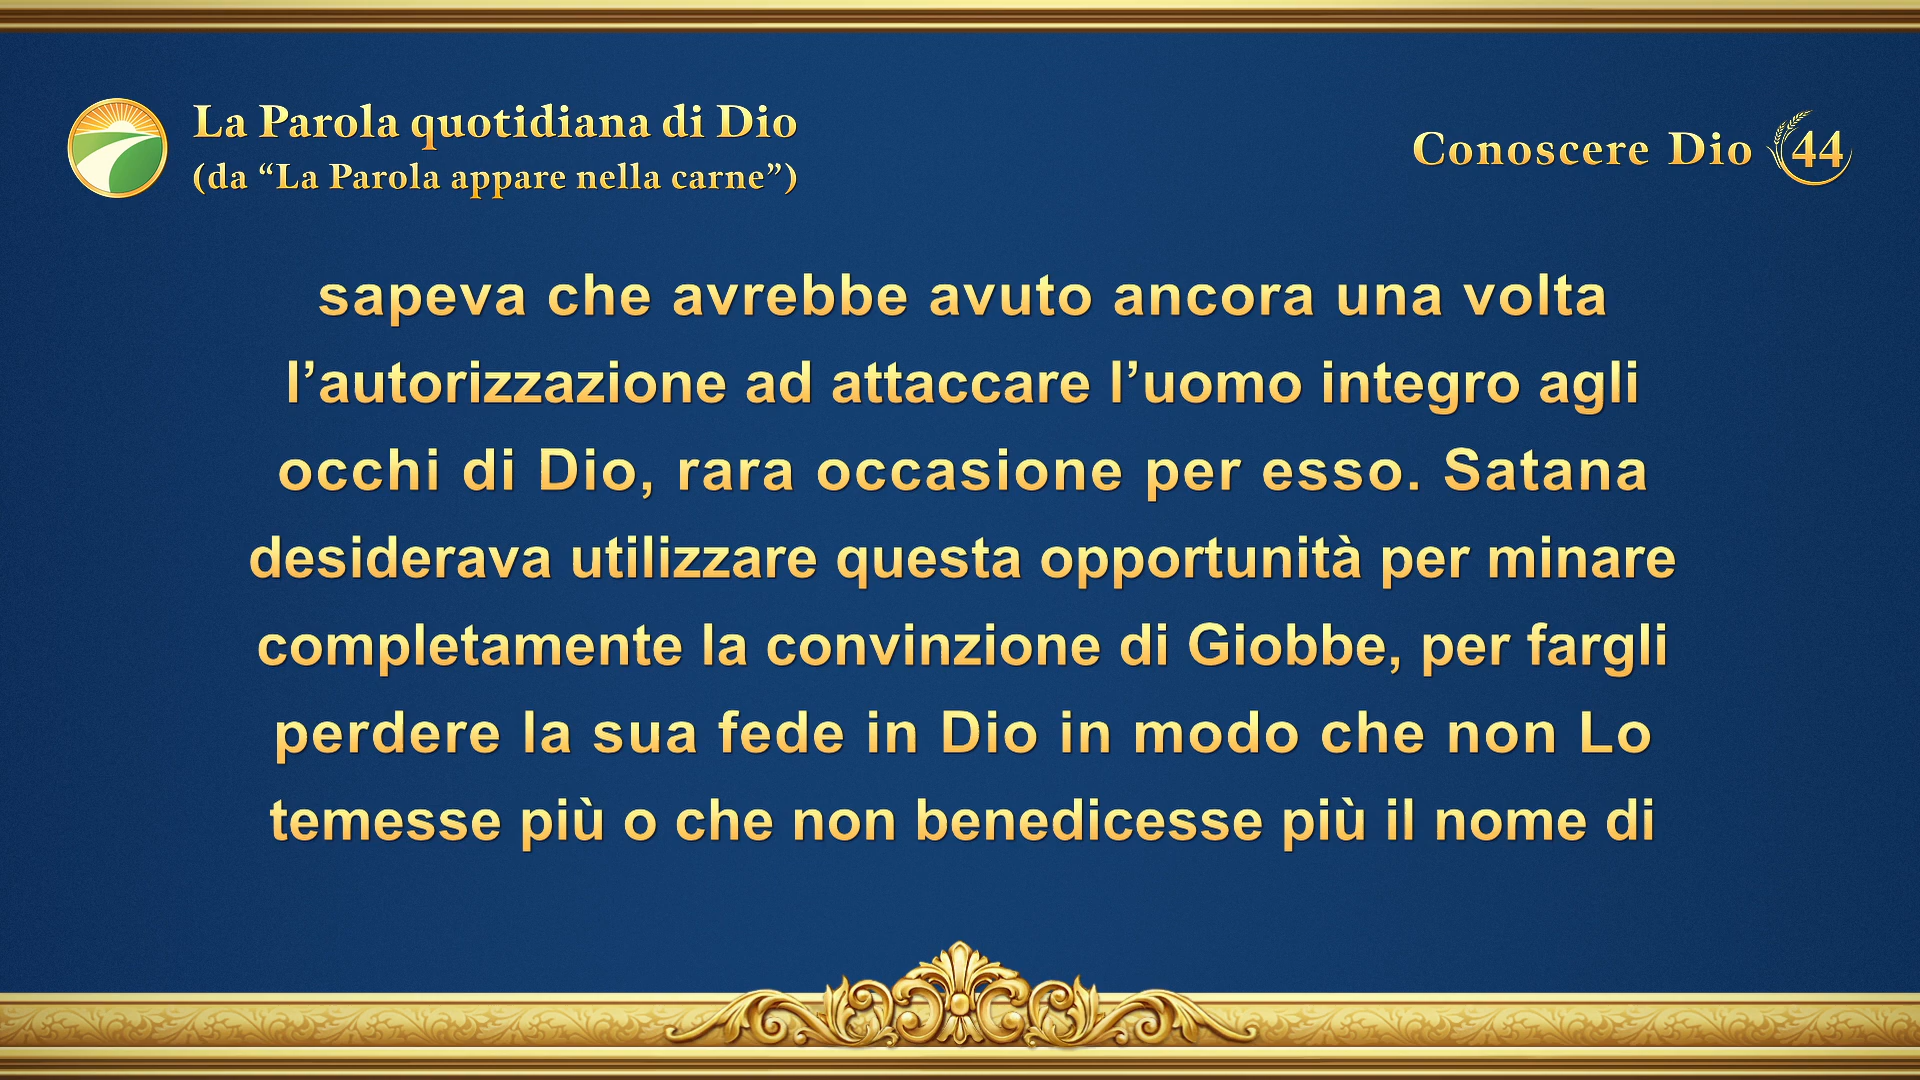 La Parola quotidiana di Dio
(da “La Parola appare nella carne”)
Conoscere Dio 44
sapeva che avrebbe avuto ancora una volta
l’autorizzazione ad attaccare l’uomo integro agli
occhi di Dio, rara occasione per esso. Satana
desiderava utilizzare questa opportunità per minare
completamente la convinzione di Giobbe, per fargli
perdere la sua fede in Dio in modo che non Lo
temesse più o che non benedicesse più il nome di